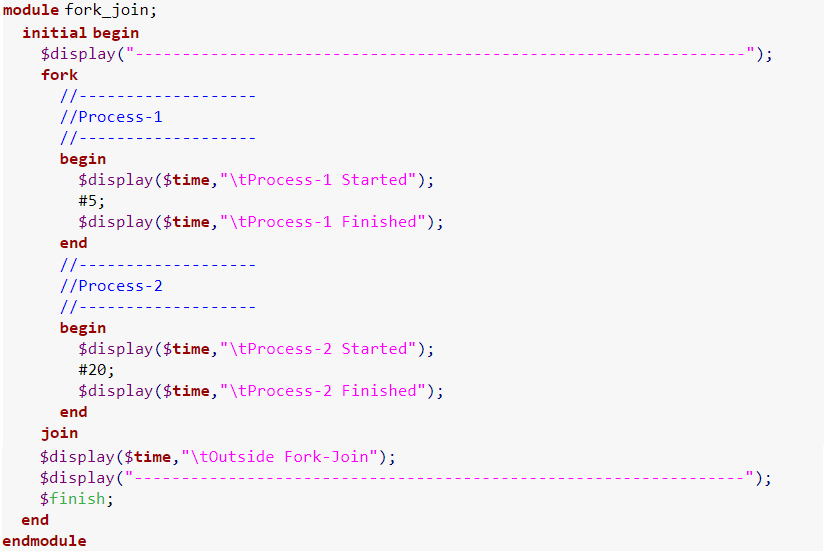 module fork_join;
initial begin
$display("-----------------------------------------------------------------");
fork
//-------------------
//Process-1
//-------------------
begin
$display($time,"\tProcess-1 Started");
#5;
$display($time,"\tProcess-1 Finished");
end
//-------------------
//Process-2
//-------------------
begin
$display($time,"\tProcess-2 Started");
#20;
$display($time,"\tProcess-2 Finished");
end
join
$display($time,"\tOutside Fork-Join");
$display("-----------------------------------------------------------------");
$finish;
end
endmodule